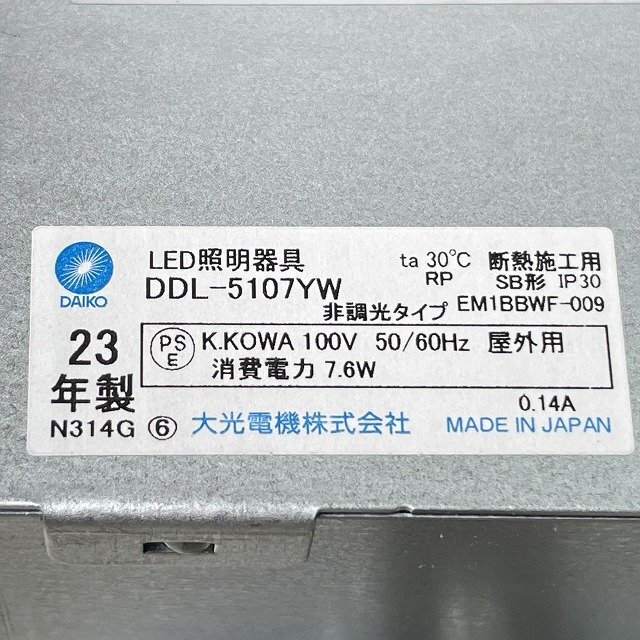 DAIKO
LED照明器具
ta 30℃
断熱施工用
DDL-5107YW
RP
SB形 IP30
非調光タイプ
EM1BBWF-009
23
年製
PS
E
K.KOWA 100V 50/60Hz 屋外用
消費電力 7.6W
0.14A
N314G ⑥ 大光電機株式会社 MADE IN JAPAN